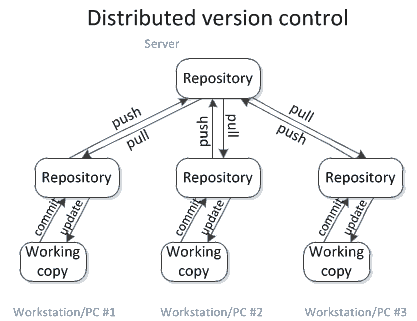 Distributed version control
Server
Repository
push
pull
push
pull
pull
push
Repository
Repository
Repository
commit
update
commit
update
commit
update
Working
copy
Working
copy
Working
copy
Workstation/PC #1
Workstation/PC #2
Workstation/PC #3